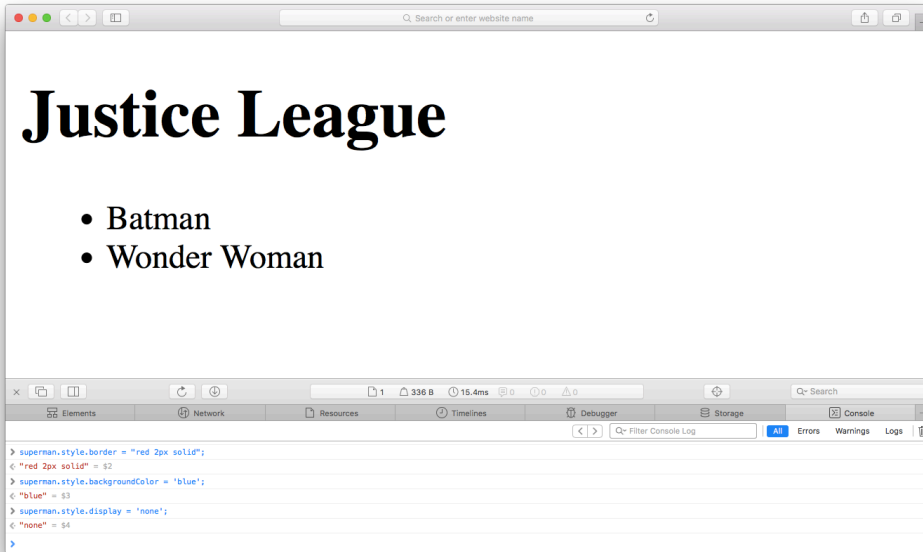 Search or enter website name
Justice League
• Batman
• Wonder Woman
1 336 B 15.4ms 0 0 0
Search
Elements Network Resources Timelines Debugger Storage Console
Filter Console Log All Errors Warnings Logs
> superman.style.border = "red 2px solid";
< "red 2px solid" = $2
> superman.style.backgroundColor = 'blue';
< "blue" = $3
> superman.style.display = 'none';
< "none" = $4
>